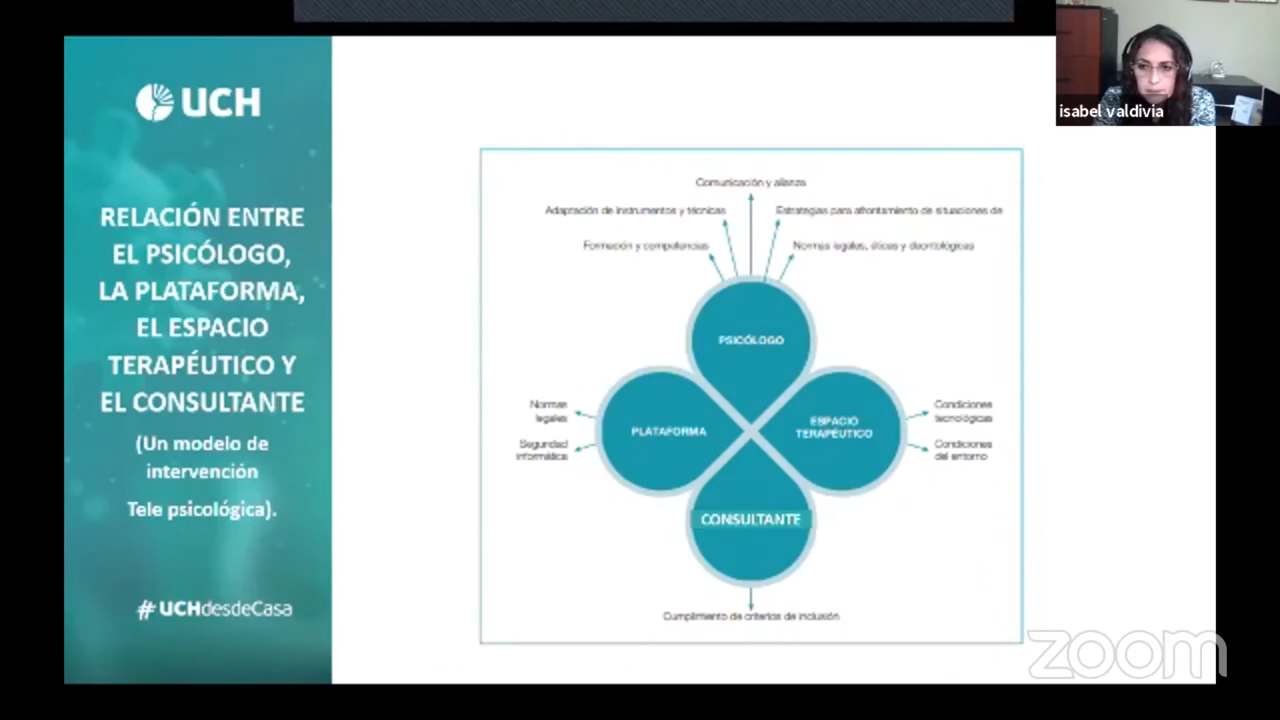 UCH
RELACIÓN ENTRE
EL PSICÓLOGO,
LA PLATAFORMA,
EL ESPACIO
TERAPÉUTICO Y
EL CONSULTANTE
(Un modelo de
intervención
Tele psicológica).
#UCHdesdeCasa
Comunicación y alianza
Adaptación de instrumentos y técnicas
Estrategias para afrontamiento de situaciones de
Formación y competencias
Normas legales, éticas y deontológicas
PSICÓLOGO
Normas
legales
Seguridad
informática
PLATAFORMA
ESPACIO
TERAPÉUTICO
Condiciones
tecnológicas
Condiciones
del entorno
CONSULTANTE
Cumplimiento de criterios de inclusión
isabel valdivia
zoom